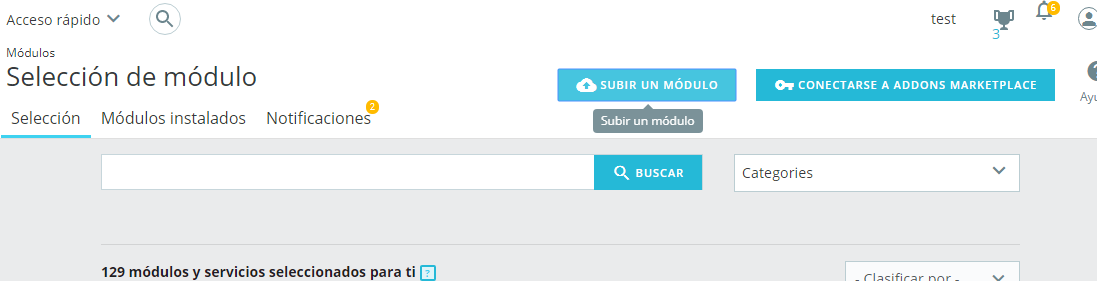 Acceso rápido
test
3
6
Módulos
Selección de módulo
SUBIR UN MÓDULO
CONECTARSE A ADDONS MARKETPLACE
?
Ayu
Subir un módulo
Selección
Módulos instalados
Notificaciones
2
BUSCAR
Categories
129 módulos y servicios seleccionados para ti ?
- Clasificar por -